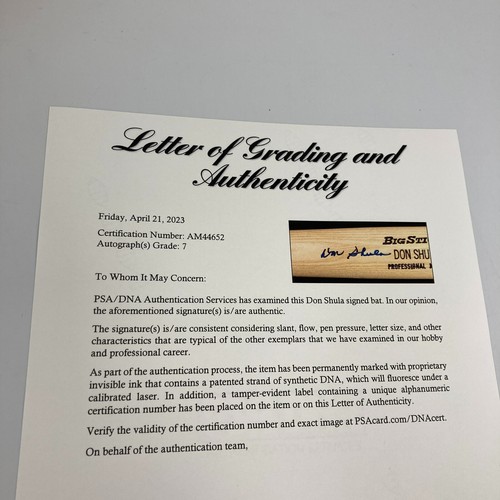 Letter of Grading and
Authenticity
Friday, April 21, 2023
Certification Number: AM44652
Autograph(s) Grade: 7
To Whom It May Concern:
Don Shula
BIGSTI
DON SHU
PROFESSIONAL
PSA/DNA Authentication Services has examined this Don Shula signed bat. In our opinion,
the aforementioned signature(s) is/are authentic.
The signature(s) is/are consistent considering slant, flow, pen pressure, letter size, and other
characteristics that are typical of the other exemplars that we have examined in our hobby
and professional career.
As part of the authentication process, the item has been permanently marked with proprietary
invisible ink that contains a patented strand of synthetic DNA, which will fluoresce under a
calibrated laser. In addition, a tamper-evident label containing a unique alphanumeric
certification number has been placed on the item or on this Letter of Authenticity.
Verify the validity of the certification number and exact image at PSAcard.com/DNAcert.
On behalf of the authentication team,